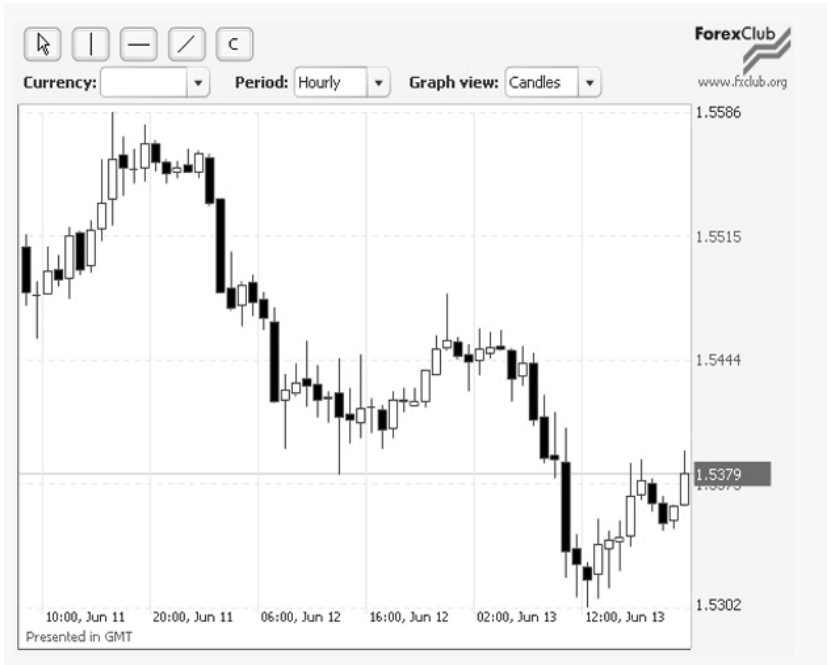 C
ForexClub
www.fxclub.org
Currency:
Period: Hourly
Graph view: Candles
1.5586
1.5515
1.5444
1.5379
1.5302
10:00, Jun 11
20:00, Jun 11
06:00, Jun 12
16:00, Jun 12
02:00, Jun 13
12:00, Jun 13
Presented in GMT